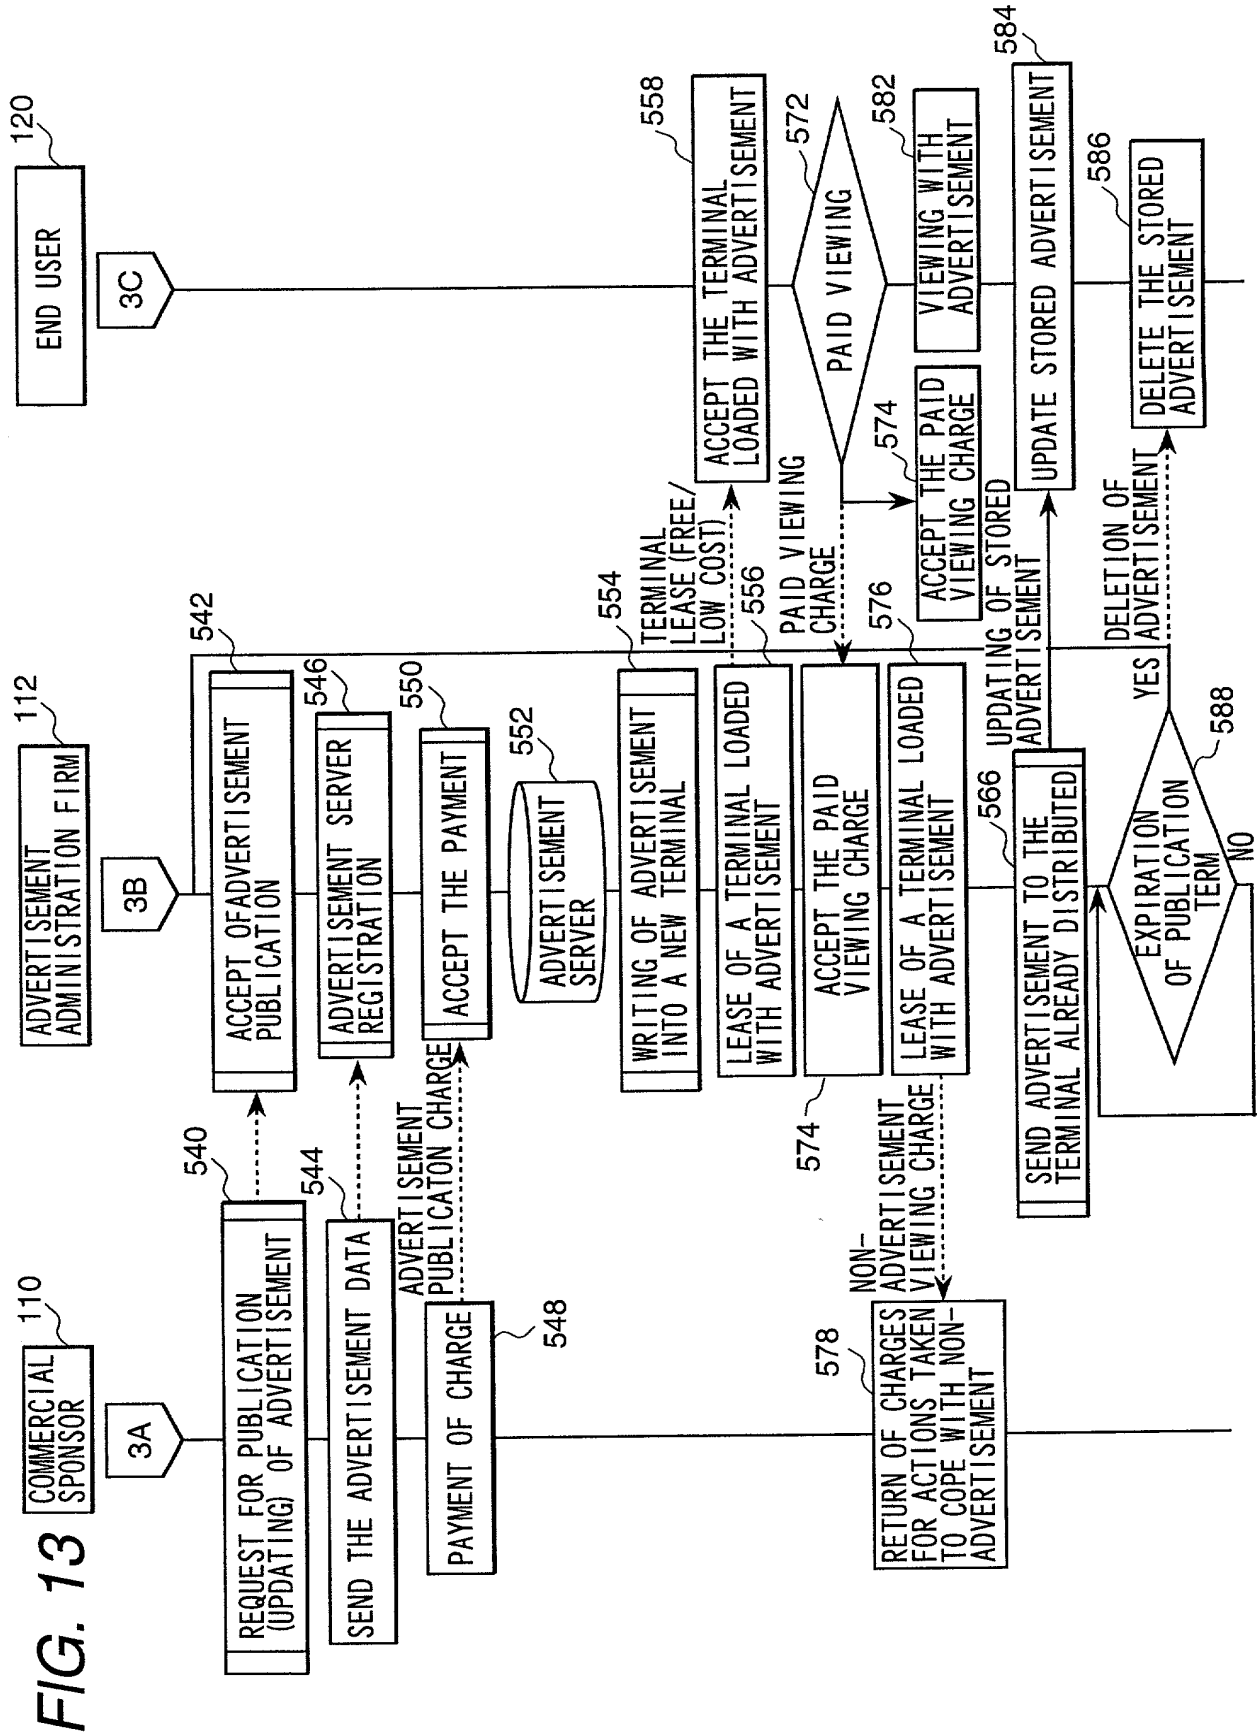 FIG. 13
COMMERCIAL
SPONSOR
110
ADVERTISEMENT
ADMINISTRATION FIRM
112
END USER
120
3A
3B
3C
REQUEST FOR PUBLICATION
(UPDATING) OF ADVERTISEMENT
540
ACCEPT OFADVERTISEMENT
PUBLICATION
542
SEND THE ADVERTISEMENT DATA
544
ADVERTISEMENT SERVER
REGISTRATION
546
PAYMENT OF CHARGE
548
ADVERTISEMENT
PUBLICATON CHARGE
ACCEPT THE PAYMENT
550
ADVERTISEMENT
SERVER
552
WRITING OF ADVERTISEMENT
INTO A NEW TERMINAL
554
TERMINAL
LEASE(FREE/
LOW COST)
LEASE OF A TERMINAL LOADED
WITH ADVERTISEMENT
556
ACCEPT THE TERMINAL
LOADED WITH ADVERTISEMENT
558
PAID VIEWING
572
PAID VIEWING
CHARGE
ACCEPT THE PAID
VIEWING CHARGE
574
ACCEPT THE PAID
VIEWING CHARGE
574
VIEWING WITH
ADVERTISEMENT
582
LEASE OF A TERMINAL LOADED
WITH ADVERTISEMENT
576
NON-
ADVERTISEMENT
VIEWING CHARGE
RETURN OF CHARGES
FOR ACTIONS TAKEN
TO COPE WITH NON-
ADVERTISEMENT
578
SEND ADVERTISEMENT TO THE
TERMINAL ALREADY DISTRIBUTED
566
UPDATING OF STORED
ADVERTISEMENT
UPDATE STORED ADVERTISEMENT
584
EXPIRATION
OF PUBLICATION
TERM
588
YES
NO
DELETION OF
ADVERTISEMENT
DELETE THE STORED
ADVERTISEMENT
586